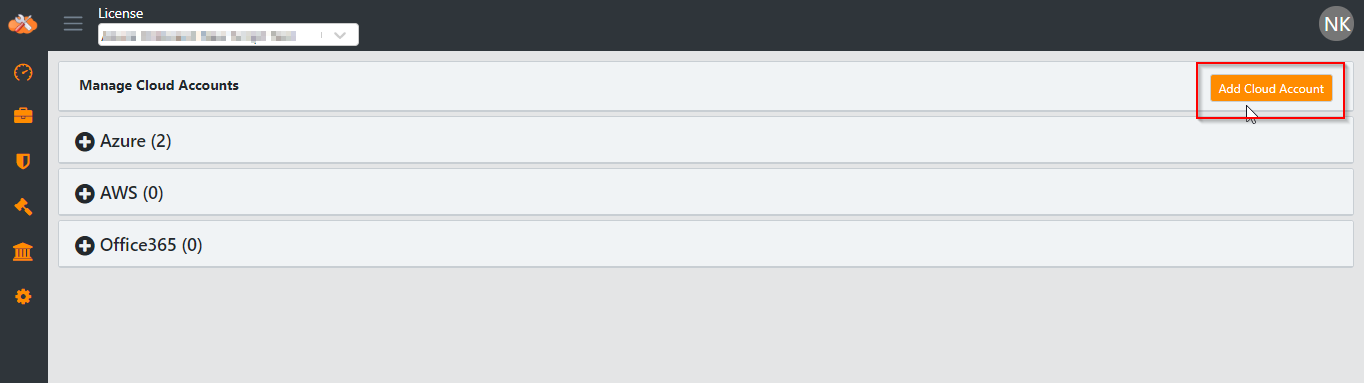 License
NK
Manage Cloud Accounts
Add Cloud Account
Azure (2)
AWS (0)
Office365 (0)